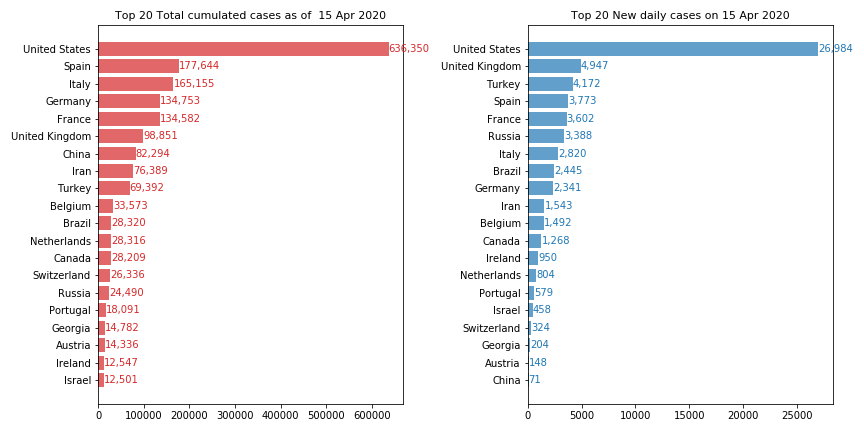 Top 20 Total cumulated cases as of  15 Apr 2020
United States 636,350
Spain 177,644
Italy 165,155
Germany 134,753
France 134,582
United Kingdom 98,851
China 82,294
Iran 76,389
Turkey 69,392
Belgium 33,573
Brazil 28,320
Netherlands 28,316
Canada 28,209
Switzerland 26,336
Russia 24,490
Portugal 18,091
Georgia 14,782
Austria 14,336
Ireland 12,547
Israel 12,501
0 100000 200000 300000 400000 500000 600000
Top 20 New daily cases on 15 Apr 2020
United States 26,984
United Kingdom 4,947
Turkey 4,172
Spain 3,773
France 3,602
Russia 3,388
Italy 2,820
Brazil 2,445
Germany 2,341
Iran 1,543
Belgium 1,492
Canada 1,268
Ireland 950
Netherlands 804
Portugal 579
Israel 458
Switzerland 324
Georgia 204
Austria 148
China 71
0 5000 10000 15000 20000 25000